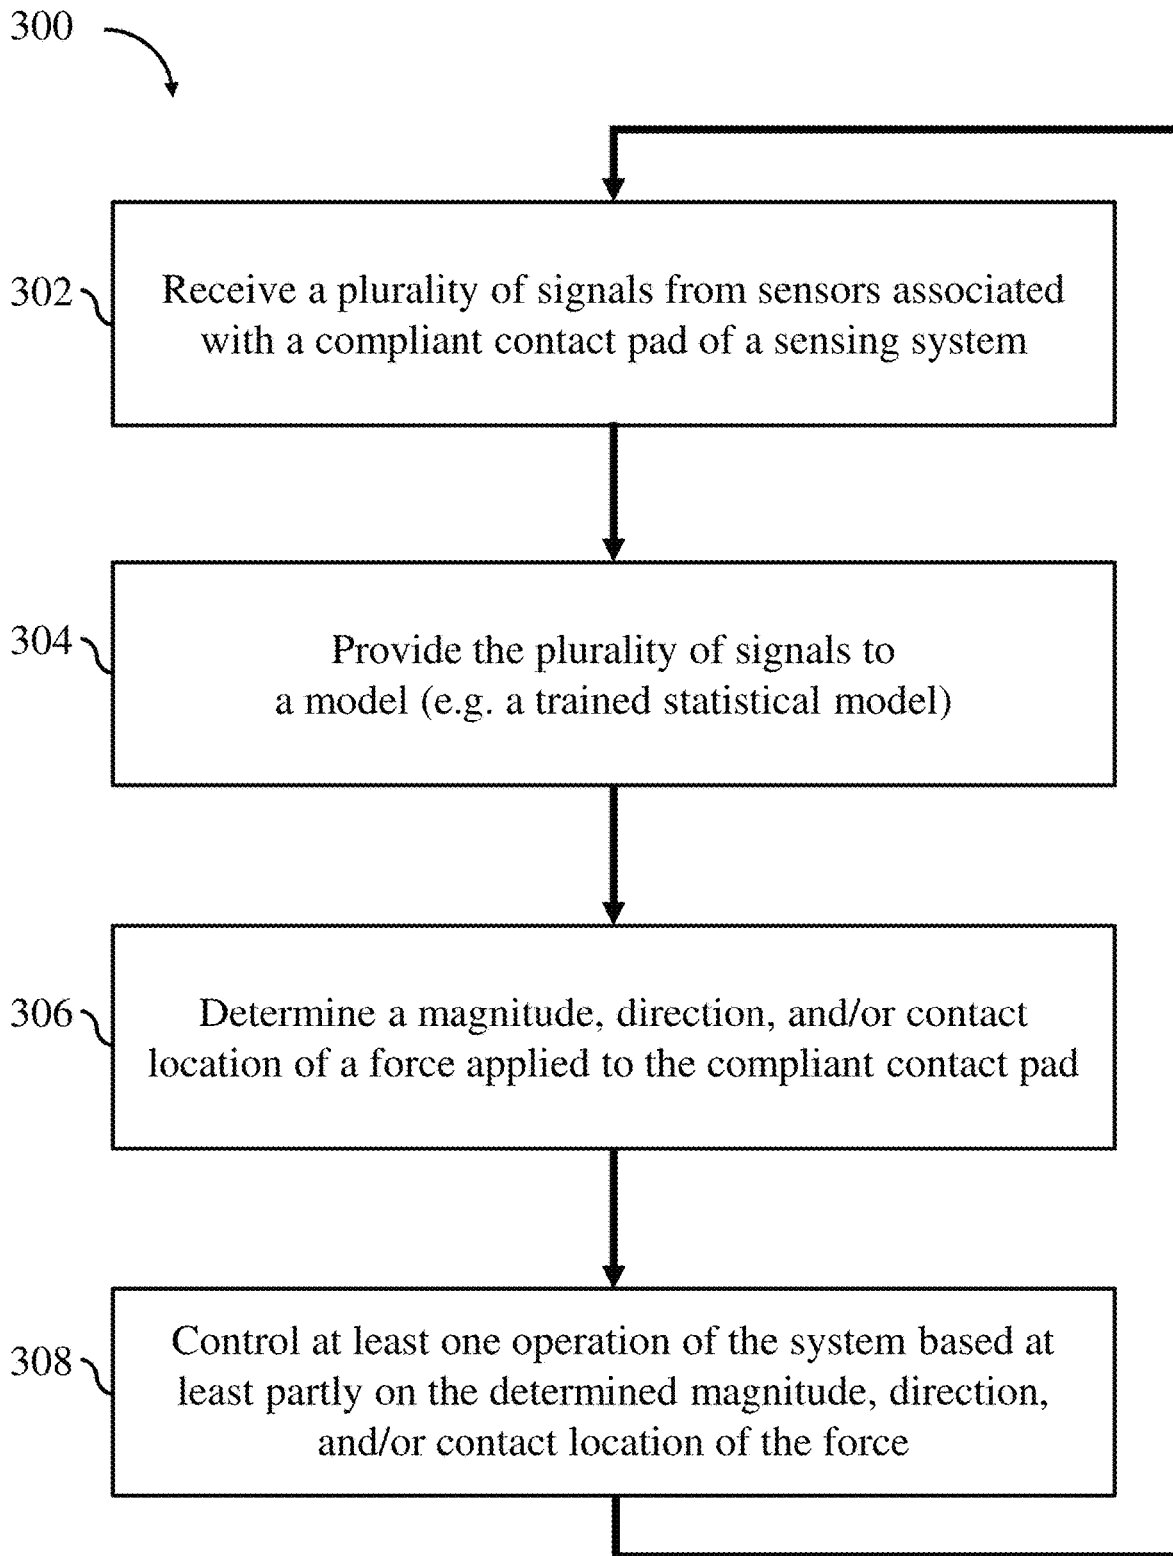 300
302
Receive a plurality of signals from sensors associated
with a compliant contact pad of a sensing system
304
Provide the plurality of signals to
a model (e.g. a trained statistical model)
306
Determine a magnitude, direction, and/or contact
location of a force applied to the compliant contact pad
308
Control at least one operation of the system based at
least partly on the determined magnitude, direction,
and/or contact location of the force